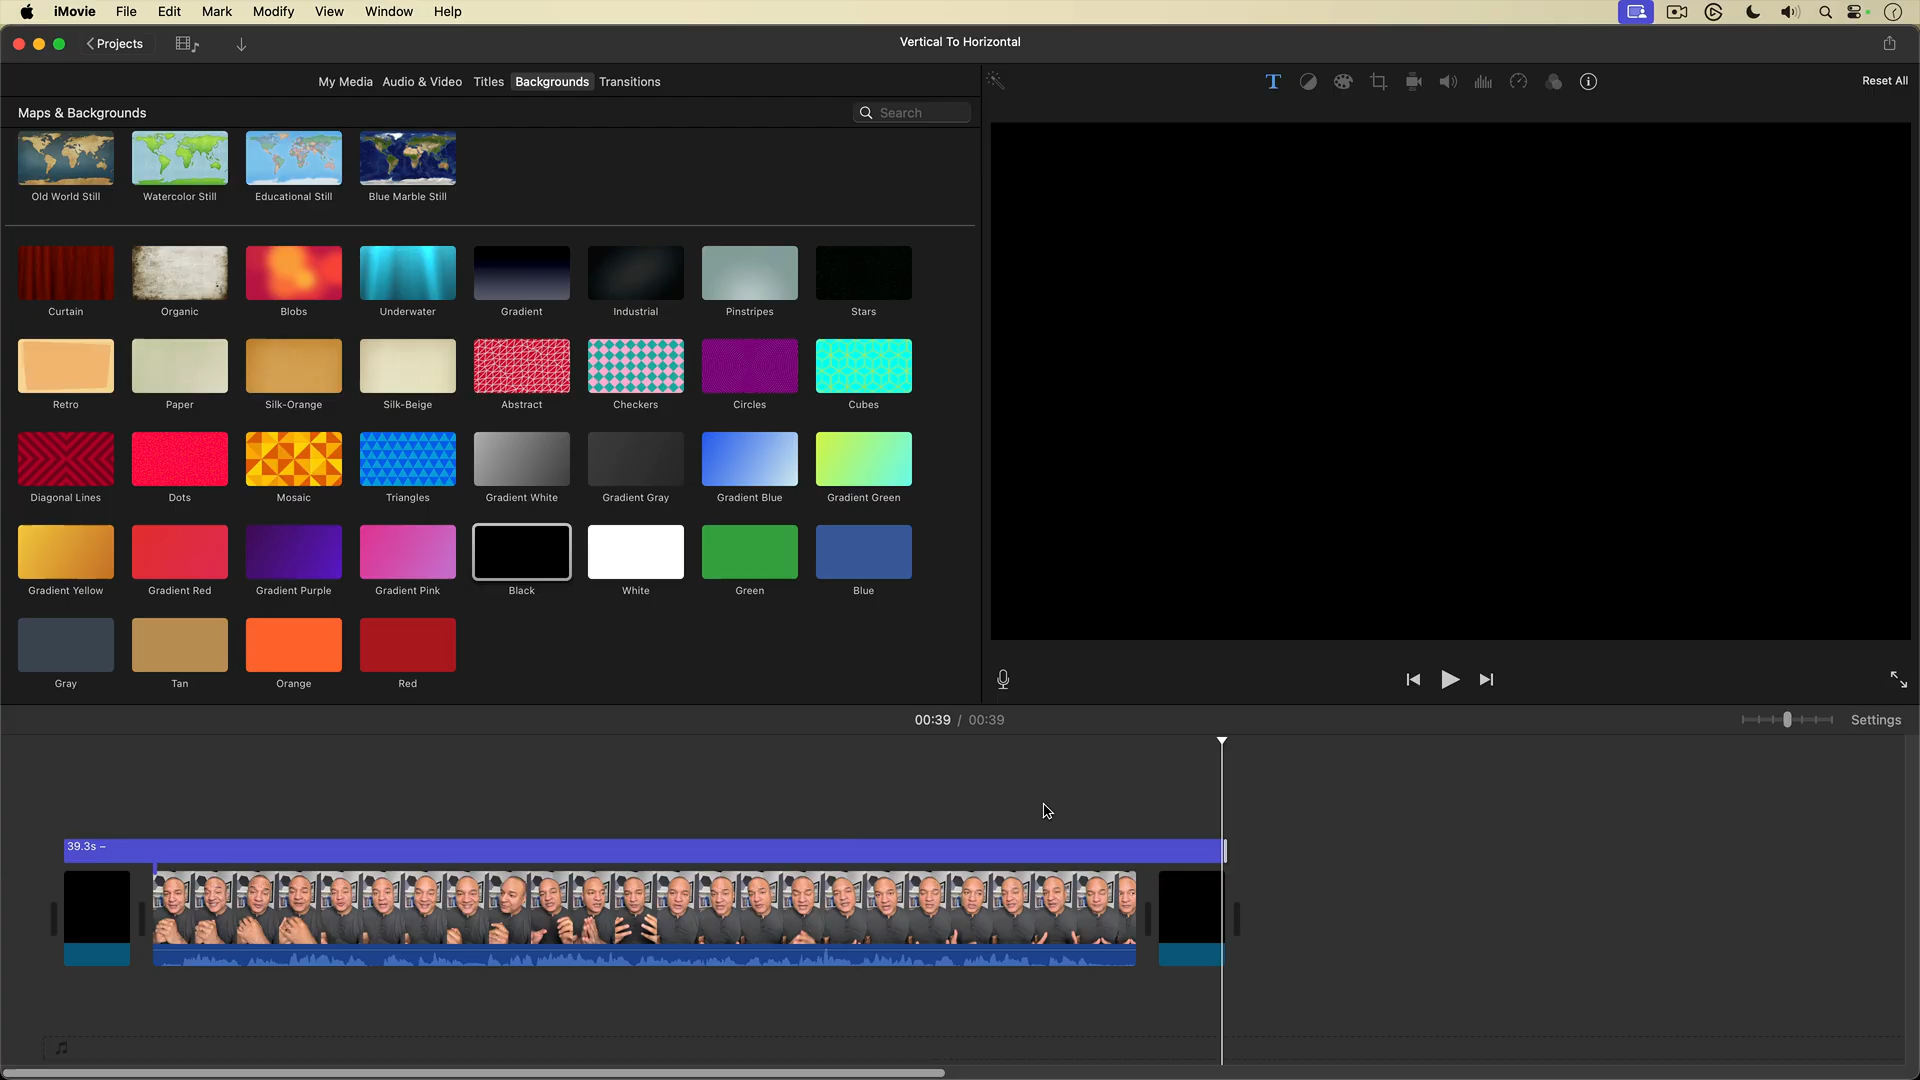 iMovie File Edit Mark Modify View Window Help
Projects
Vertical To Horizontal
My Media Audio & Video Titles Backgrounds Transitions
T
Reset All
Maps & Backgrounds
Search
Old World Still Watercolor Still Educational Still Blue Marble Still
Curtain Organic Blobs Underwater Gradient Industrial Pinstripes Stars
Retro Paper Silk-Orange Silk-Beige Abstract Checkers Circles Cubes
Diagonal Lines Dots Mosaic Triangles Gradient White Gradient Gray Gradient Blue Gradient Green
Gradient Yellow Gradient Red Gradient Purple Gradient Pink Black White Green Blue
Gray Tan Orange Red
00:39 / 00:39
Settings
39.3s –